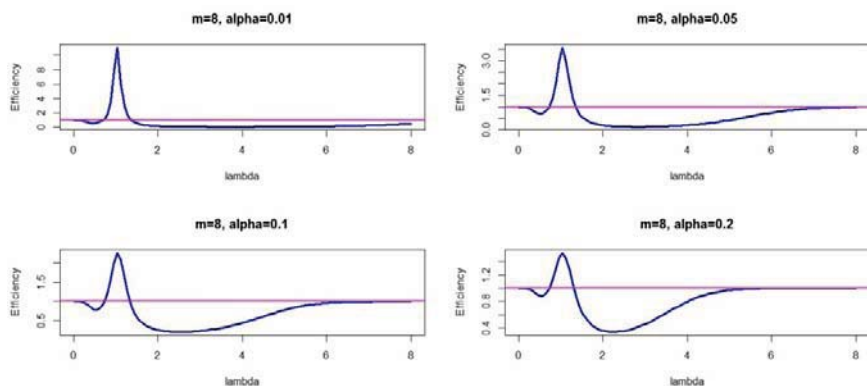 m=8, alpha=0.01
Efficiency
0 2 4 6 8
0 2 4 6 8
lambda
m=8, alpha=0.05
Efficiency
0.0 1.5 3.0
0 2 4 6 8
lambda
m=8, alpha=0.1
Efficiency
0.5 1.5
0 2 4 6 8
lambda
m=8, alpha=0.2
Efficiency
0.4 0.8 1.2
0 2 4 6 8
lambda